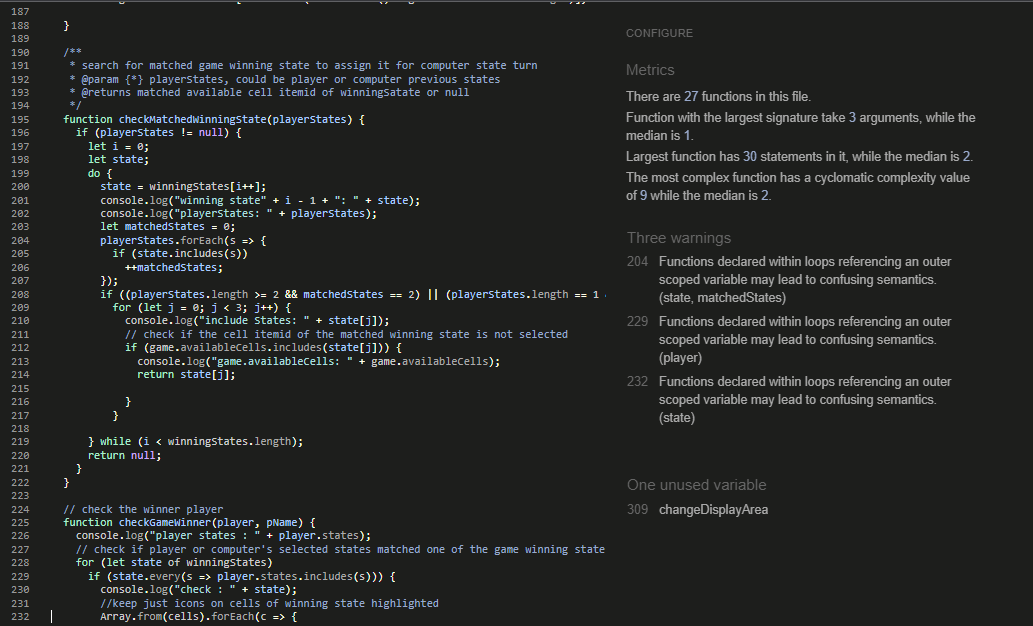 187
188 }
189
190 /**
191 * search for matched game winning state to assign it for computer state turn
192 * @param {*} playerStates, could be player or computer previous states
193 * @returns matched available cell itemid of winningSatate or null
194 */
195 function checkMatchedWinningState(playerStates) {
196 if (playerStates != null) {
197 let i = 0;
198 let state;
199 do {
200 state = winningStates[i++];
201 console.log("winning state" + i - 1 + ": " + state);
202 console.log("playerStates: " + playerStates);
203 let matchedStates = 0;
204 playerStates.forEach(s => {
205 if (state.includes(s))
206 ++matchedStates;
207 });
208 if ((playerStates.length >= 2 && matchedStates == 2) || (playerStates.length == 1
209 for (let j = 0; j < 3; j++) {
210 console.log("include States: " + state[j]);
211 // check if the cell itemid of the matched winning state is not selected
212 if (game.availableCells.includes(state[j])) {
213 console.log("game.availableCells: " + game.availableCells);
214 return state[j];
215
216 }
217 }
218
219 } while (i < winningStates.length);
220 return null;
221 }
222 }
223
224 // check the winner player
225 function checkGameWinner(player, pName) {
226 console.log("player states : " + player.states);
227 // check if player or computer's selected states matched one of the game winning state
228 for (let state of winningStates)
229 if (state.every(s => player.states.includes(s))) {
230 console.log("check : " + state);
231 //keep just icons on cells of winning state highlighted
232 Array.from(cells).forEach(c => {
CONFIGURE
Metrics
There are 27 functions in this file.
Function with the largest signature take 3 arguments, while the
median is 1.
Largest function has 30 statements in it, while the median is 2.
The most complex function has a cyclomatic complexity value
of 9 while the median is 2.
Three warnings
204 Functions declared within loops referencing an outer
scoped variable may lead to confusing semantics.
(state, matchedStates)
229 Functions declared within loops referencing an outer
scoped variable may lead to confusing semantics.
(player)
232 Functions declared within loops referencing an outer
scoped variable may lead to confusing semantics.
(state)
One unused variable
309 changeDisplayArea